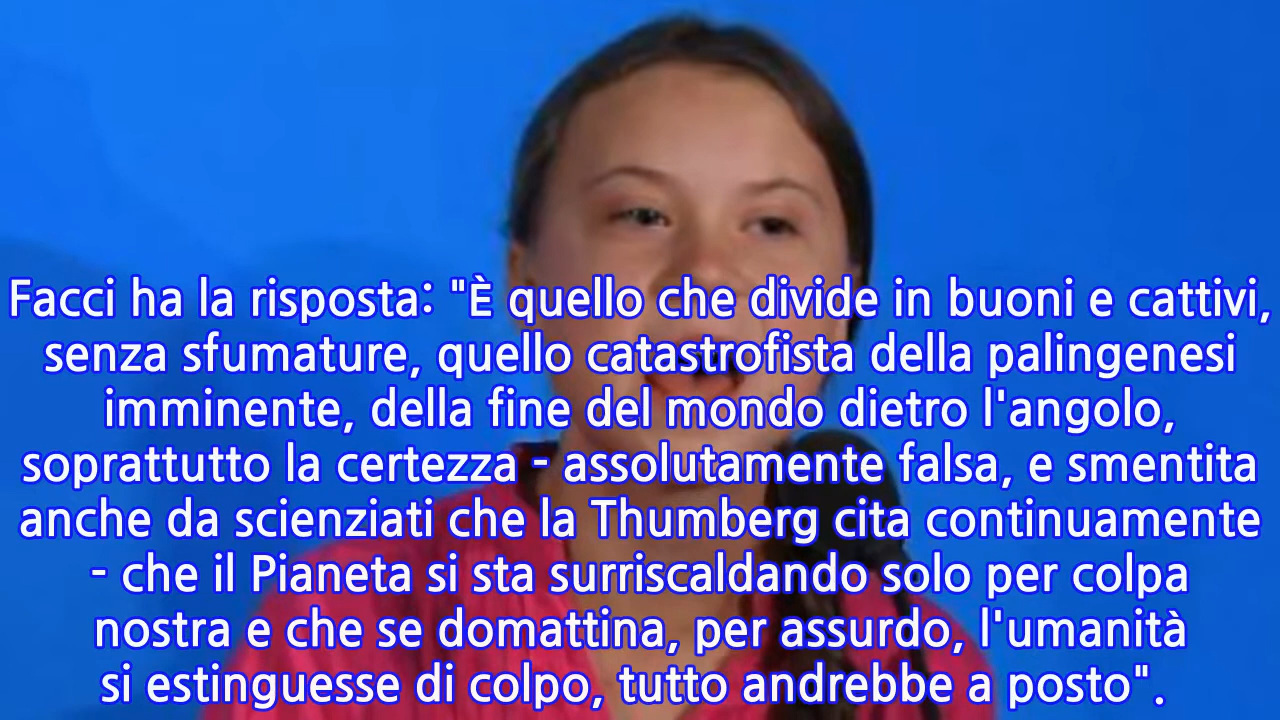 Facci ha la risposta: "È quello che divide in buoni e cattivi,
senza sfumature, quello catastrofista della palingenesi
imminente, della fine del mondo dietro l'angolo,
soprattutto la certezza - assolutamente falsa, e smentita
anche da scienziati che la Thumberg cita continuamente
- che il Pianeta si sta surriscaldando solo per colpa
nostra e che se domattina, per assurdo, l'umanità
si estinguesse di colpo, tutto andrebbe a posto".